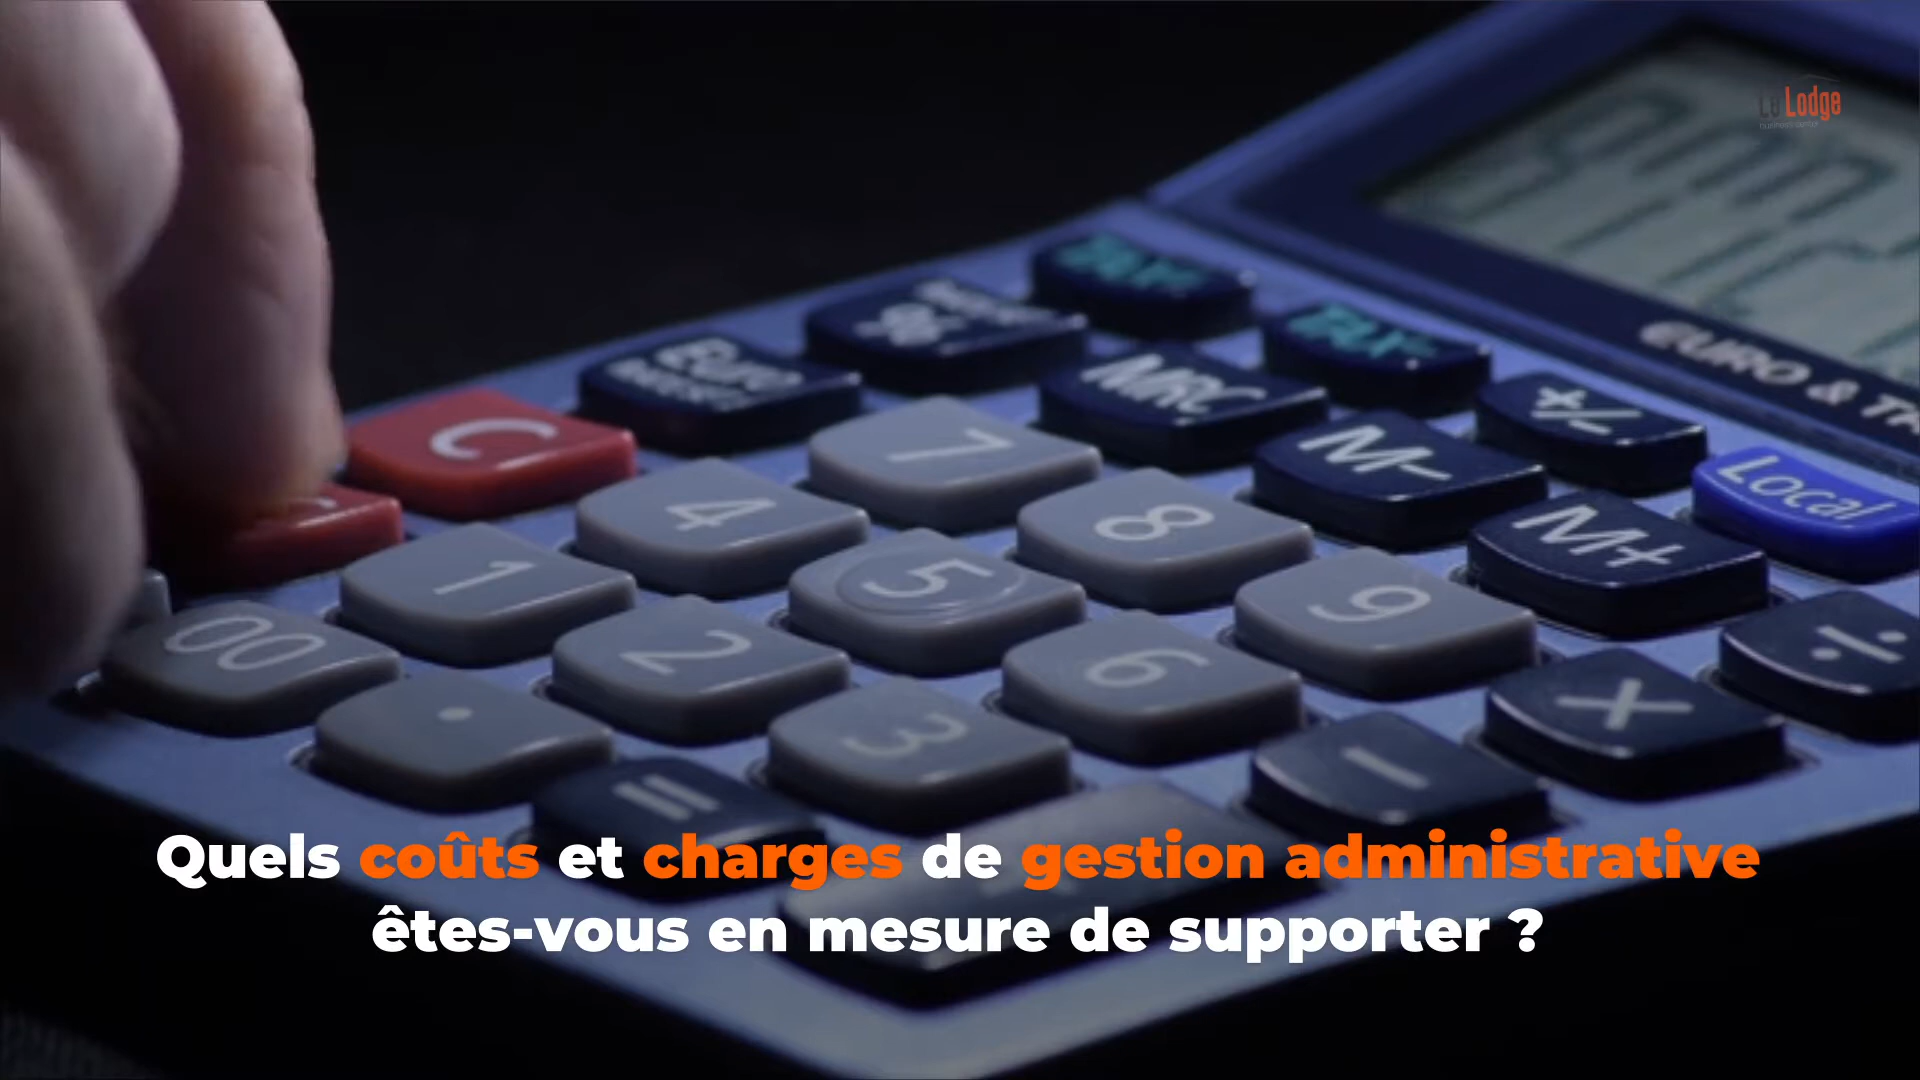 Lodge
EURO &
Euro
MRC
+/-
C
7
M-
Local
4
8
M+
1
5
9
÷
00
2
6
X
.
3
-
=
Quels coûts et charges de gestion administrative
êtes-vous en mesure de supporter ?